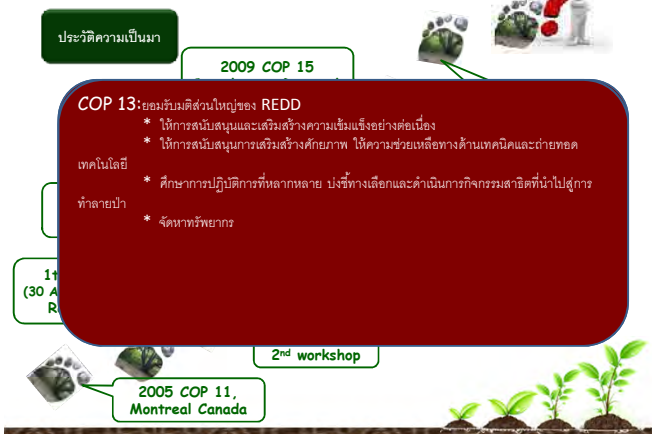 ประวัติความเป็นมา
2009 COP 15
COP 13:ยอมรับมติส่วนใหญ่ของ REDD
* ให้การสนับสนุนและเสริมสร้างความเข้มแข็งอย่างต่อเนื่อง
* ให้การสนับสนุนการเสริมสร้างศักยภาพ ให้ความช่วยเหลือทางด้านเทคนิคและถ่ายทอด
เทคโนโลยี
* ศึกษาการปฏิบัติการที่หลากหลาย บ่งชี้ทางเลือกและดำเนินการกิจกรรมสาธิตที่นำไปสู่การ
ทำลายป่า
* จัดหาทรัพยากร
(30
2nd workshop
2005 COP 11,
Montreal Canada